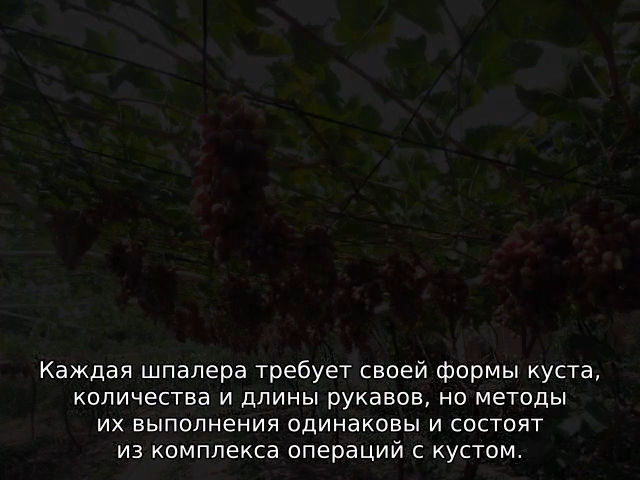 Каждая шпалера требует своей формы куста,
количества и длины рукавов, но методы
их выполнения одинаковы и состоят
из комплекса операций с кустом.